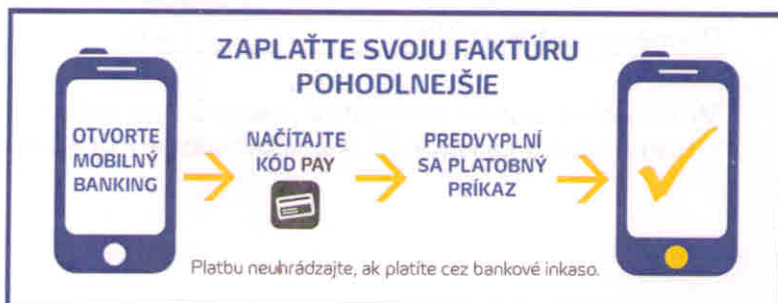 ZAPLAŤTE SVOJU FAKTÚRU
POHODLNEJŠIE
OTVORTE
MOBILNÝ
BANKING
NAČÍTAJTE
KÓD PAY
PREDVYPLNÍ
SA PLATOBNÝ
PRÍKAZ
Platbu neuhrádzajte, ak platíte cez bankové inkaso.